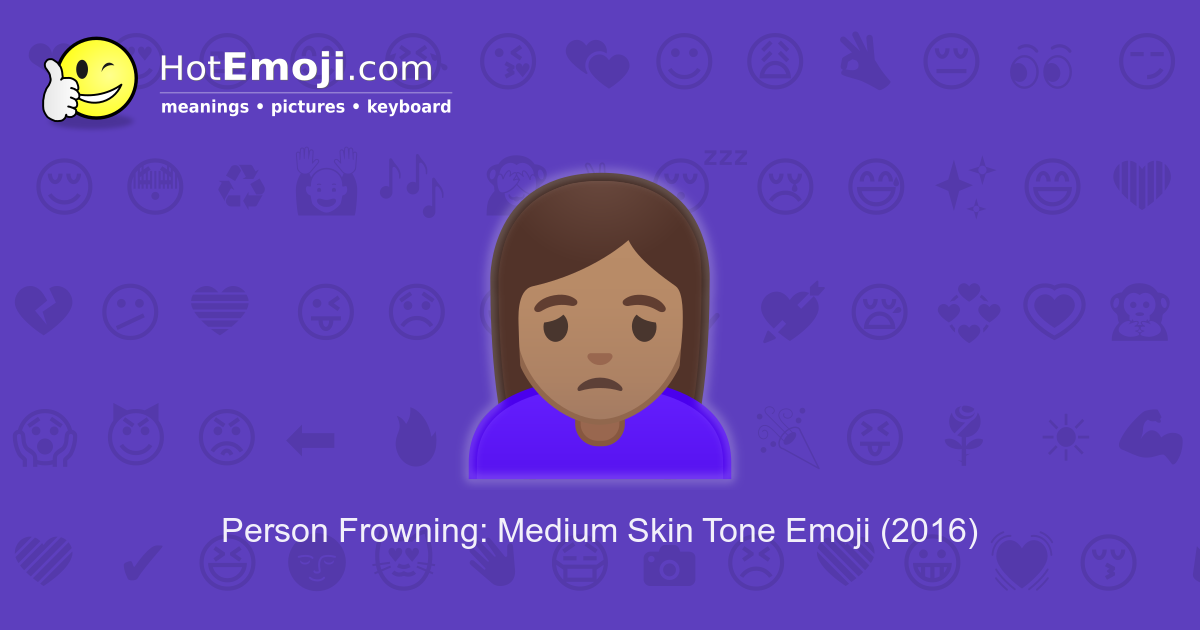 HotEmoji.com
meanings • pictures • keyboard
zzz
Person Frowning: Medium Skin Tone Emoji (2016)